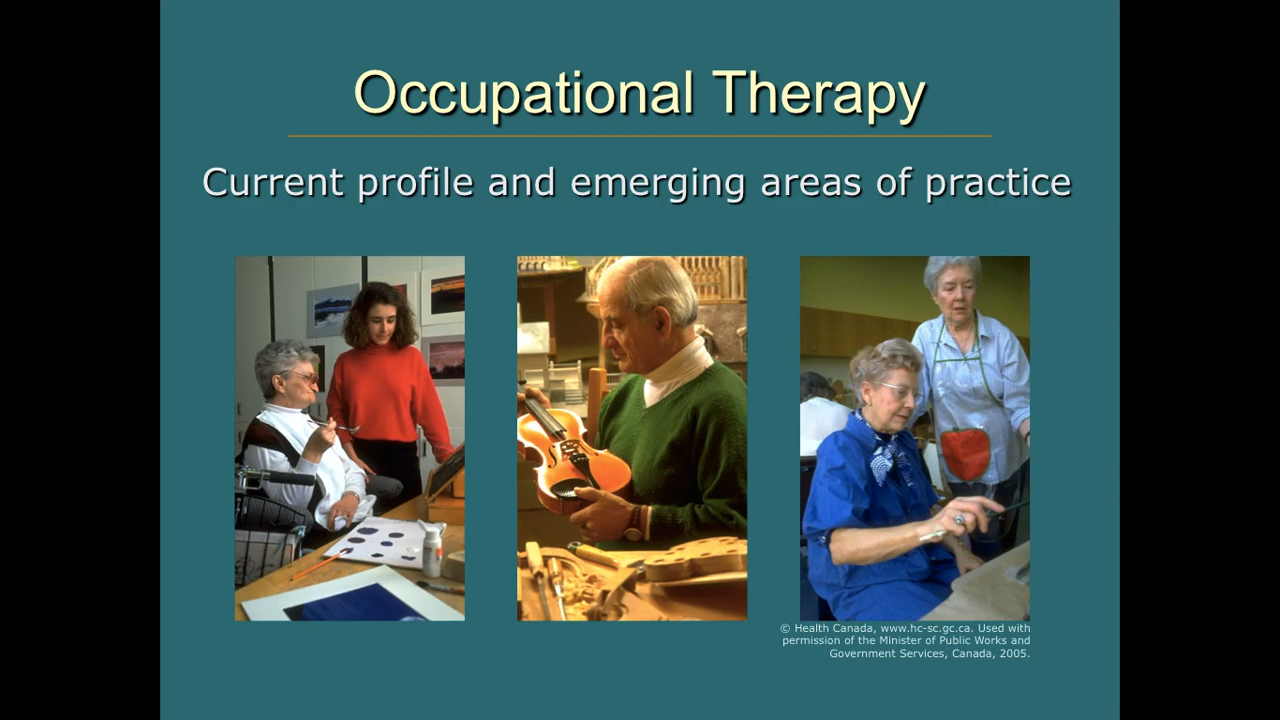 Occupational Therapy
Current profile and emerging areas of practice
© Health Canada, www.hc-sc.gc.ca. Used with
permission of the Minister of Public Works and
Government Services, Canada, 2005.